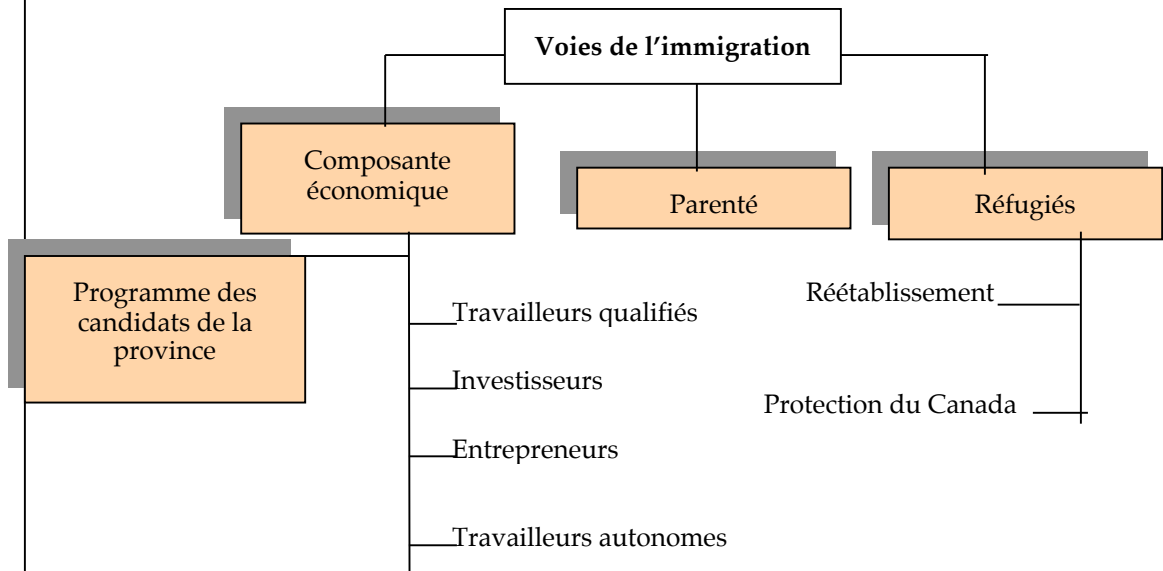 Voies de l’immigration
Composante
économique
Parenté
Réfugiés
Programme des
candidats de la
province
Travailleurs qualifiés
Investisseurs
Entrepreneurs
Travailleurs autonomes
Réétablissement
Protection du Canada